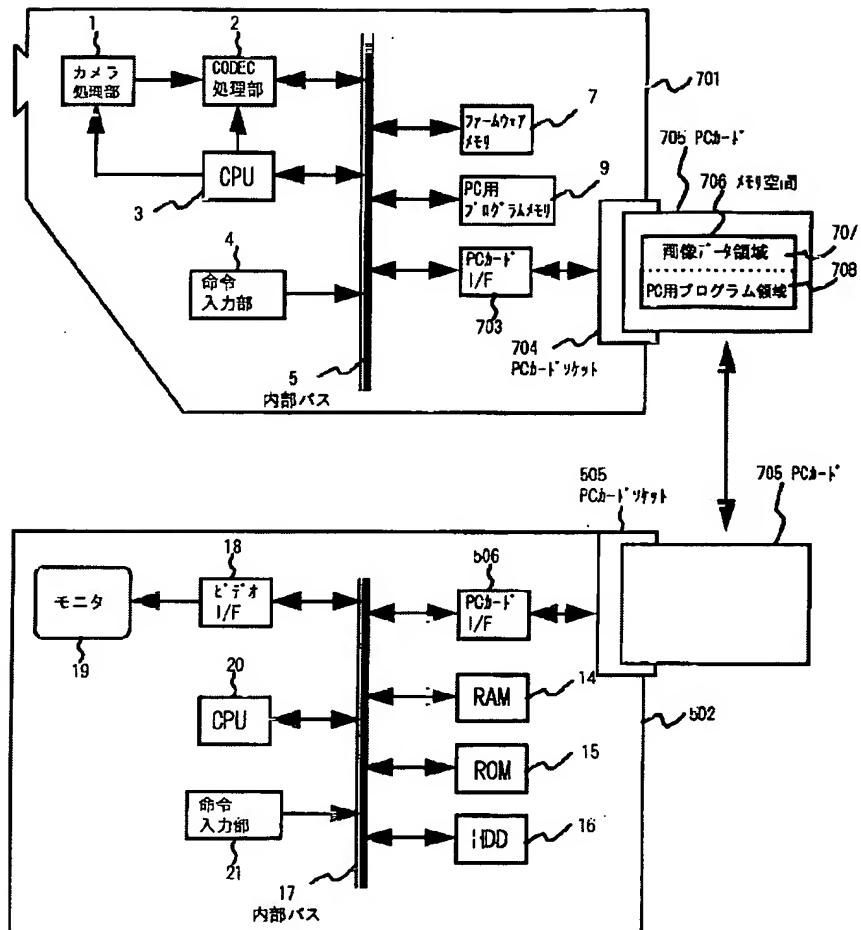 1
カメラ
処理部
2
CODEC
処理部
3
CPU
4
命令
入力部
5
内部バス
7
ファームウェア
メモリ
9
PC用
プログラムメモリ
PCカード
I/F
703
701
705 PCカード
706 メモリ空間
画像データ領域
707
PC用プログラム領域
708
704
PCカードソケット
505
PCカードソケット
705 PCカード
モニタ
19
18
ビデオ
I/F
20
CPU
命令
入力部
21
17
内部バス
506
PCカード
I/F
RAM
14
ROM
15
HDD
16
502